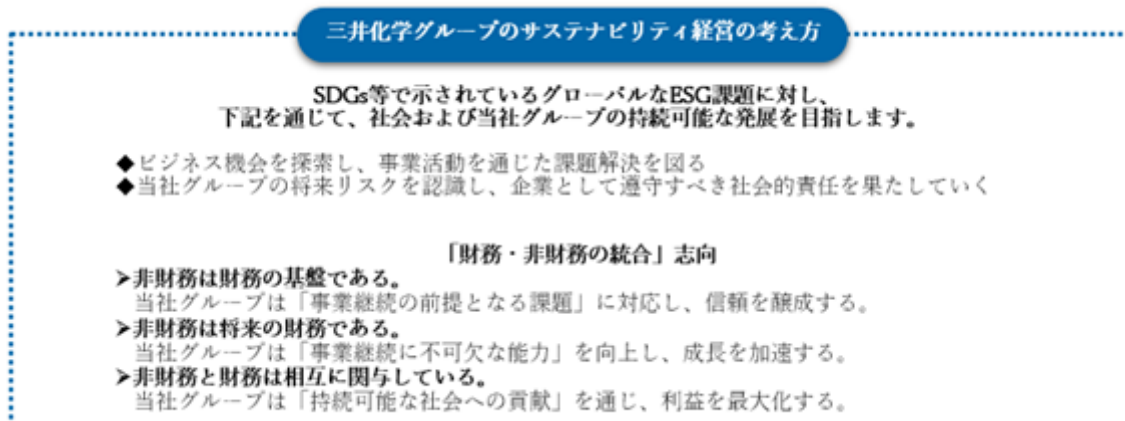 三井化学グループのサステナビリティ経営の考え方
SDGs等で示されているグローバルなESG課題に対し、
下記を通じて、社会および当社グループの持続可能な発展を目指します。
◆ビジネス機会を探索し、事業活動を通じた課題解決を図る
◆当社グループの将来リスクを認識し、企業として遵守すべき社会的責任を果たしていく
「財務・非財務の統合」志向
➤非財務は財務の基盤である。
当社グループは「事業継続の前提となる課題」に対応し、信頼を醸成する。
➤非財務は将来の財務である。
当社グループは「事業継続に不可欠な能力」を向上し、成長を加速する。
➤非財務と財務は相互に関与している。
当社グループは「持続可能な社会への貢献」を通じ、利益を最大化する。